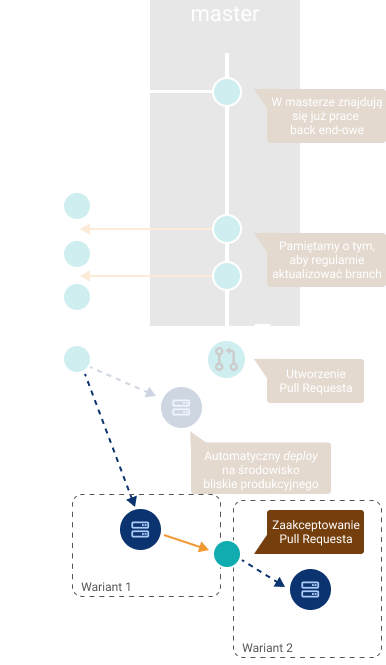 master
W masterze znajdują
się już prace
back end-owe
Pamiętamy o tym,
aby regularnie
aktualizować branch
Utworzenie
Pull Requesta
Automatyczny deploy
na środowisko
bliskie produkcyjnego
Zaakceptowanie
Pull Requesta
Wariant 1
Wariant 2